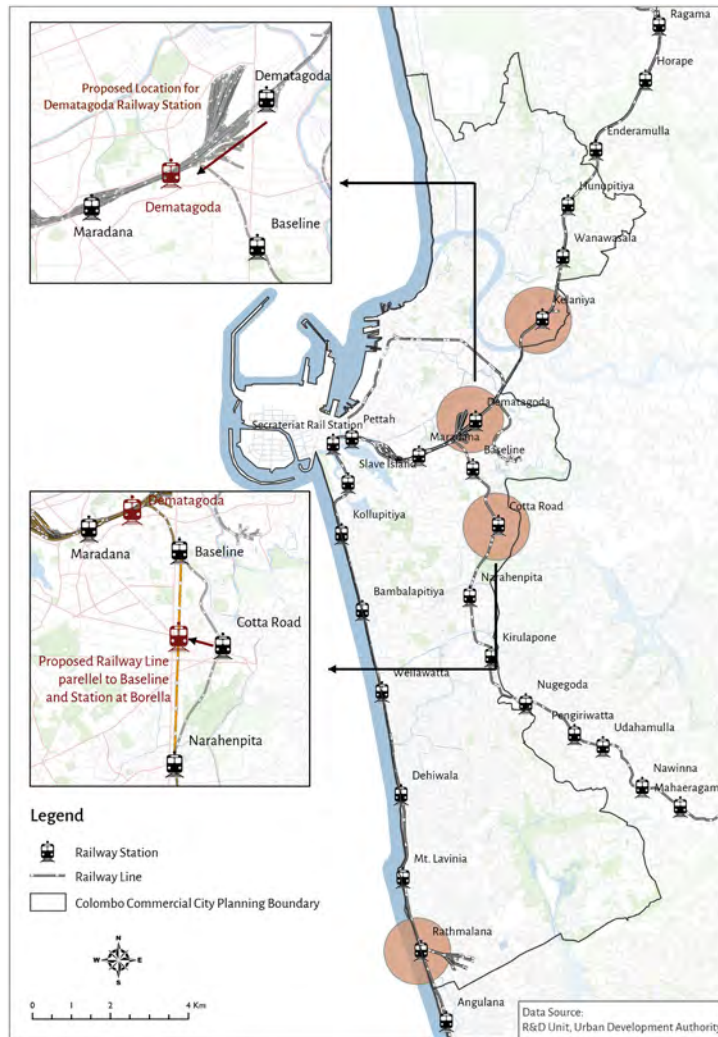 Ragama
Horape
Enderamulla
Hunupitiya
Wanawasala
Kelaniya
Dematagoda
Maradana
Baseline
Pettah
Secrateriat Rail Station
Slave Island
Kollupitiya
Cotta Road
Narahenpita
Bambalapitiya
Kirulapone
Wellawatta
Nugegoda
Pengiriwatta
Udahamulla
Nawinna
Mahaeragam
Dehiwala
Mt. Lavinia
Rathmalana
Angulana
Proposed Location for
Dematagoda Railway Station
Dematagoda
Dematagoda
Maradana
Baseline
Dematagoda
Maradana
Baseline
Cotta Road
Proposed Railway Line
parellel to Baseline
and Station at Borella
Narahenpita
Legend
Railway Station
Railway Line
Colombo Commercial City Planning Boundary
N
W
E
S
0 1 2 4 Km
Data Source:
R&D Unit, Urban Development Authority